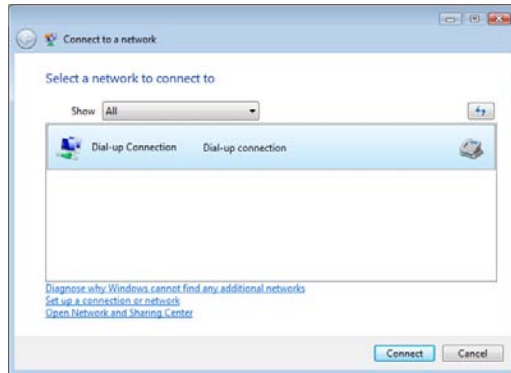 Connect to a network
Select a network to connect to
Show All
Dial-up Connection Dial-up connection
Diagnose why Windows cannot find any additional networks
Set up a connection or network
Open Network and Sharing Center
Connect Cancel